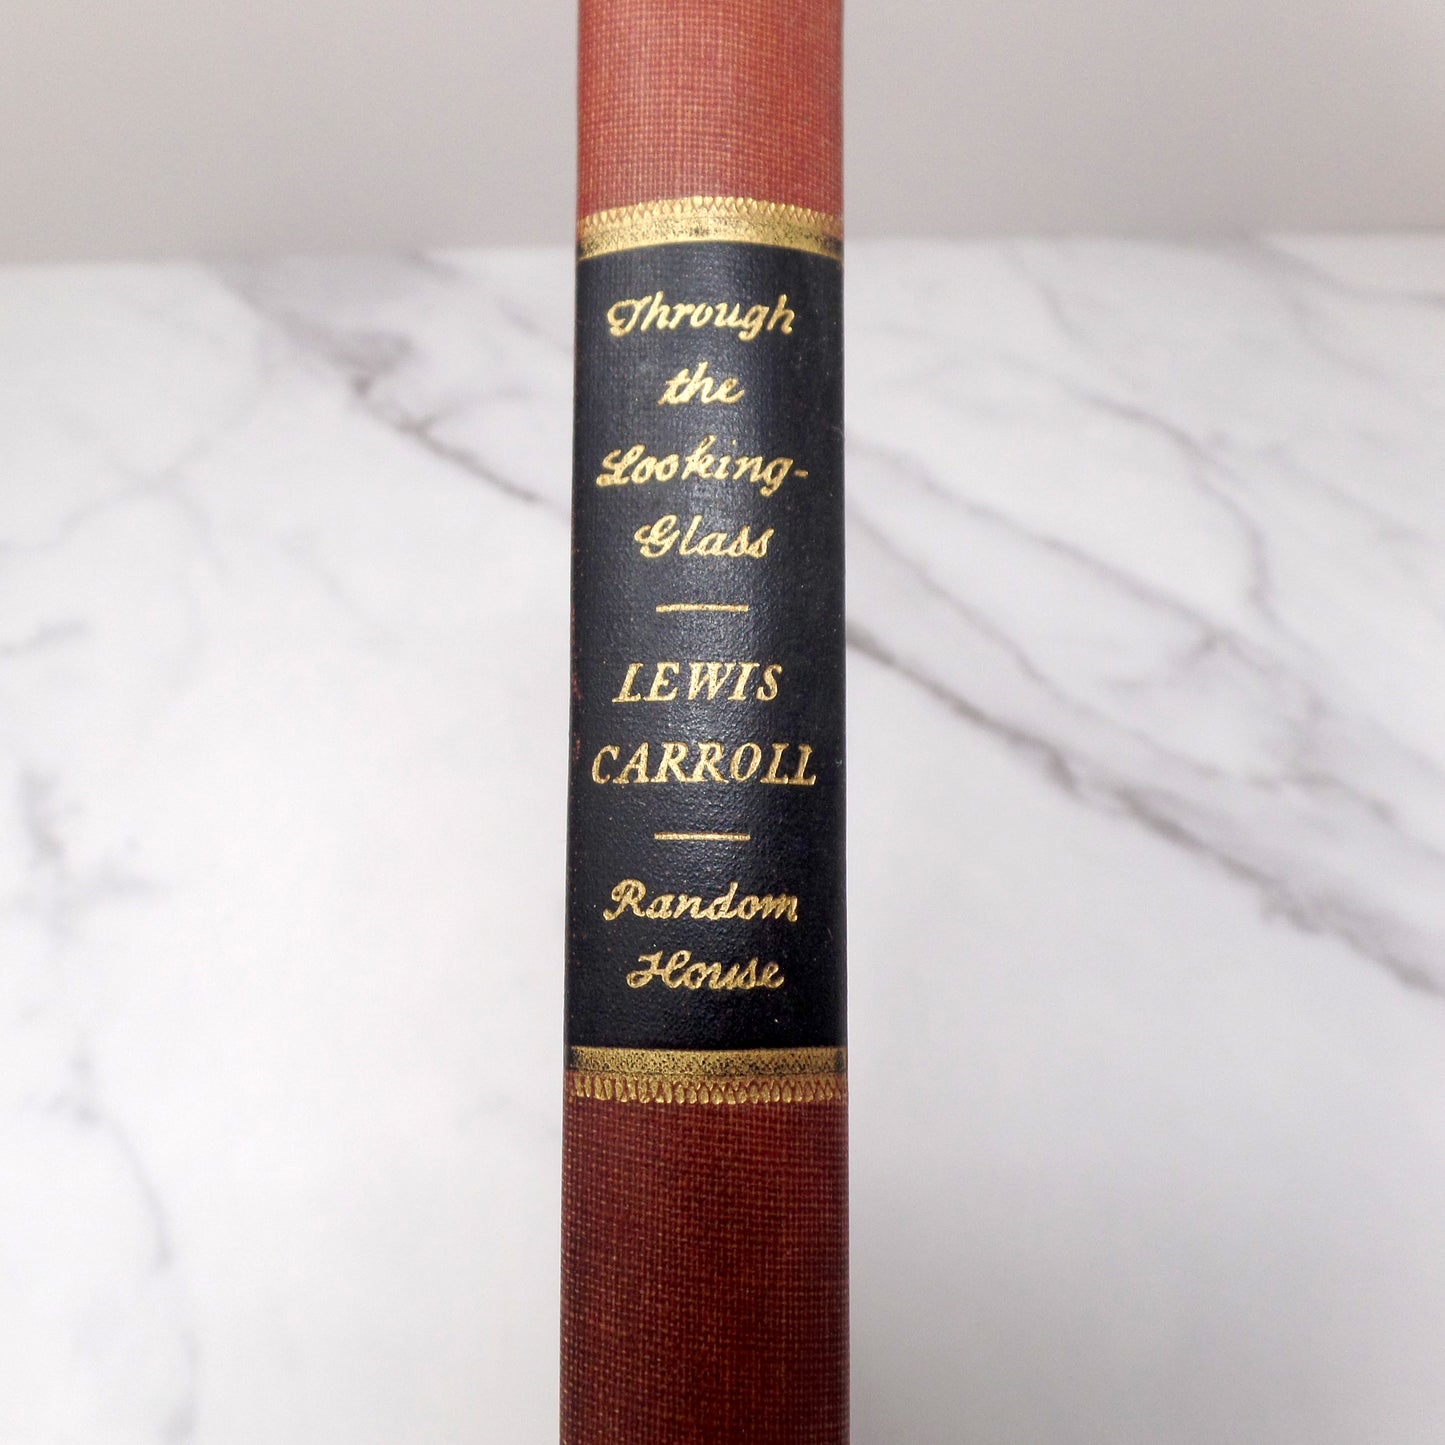 Through
the
Looking-
Glass
LEWIS
CARROLL
Random
House